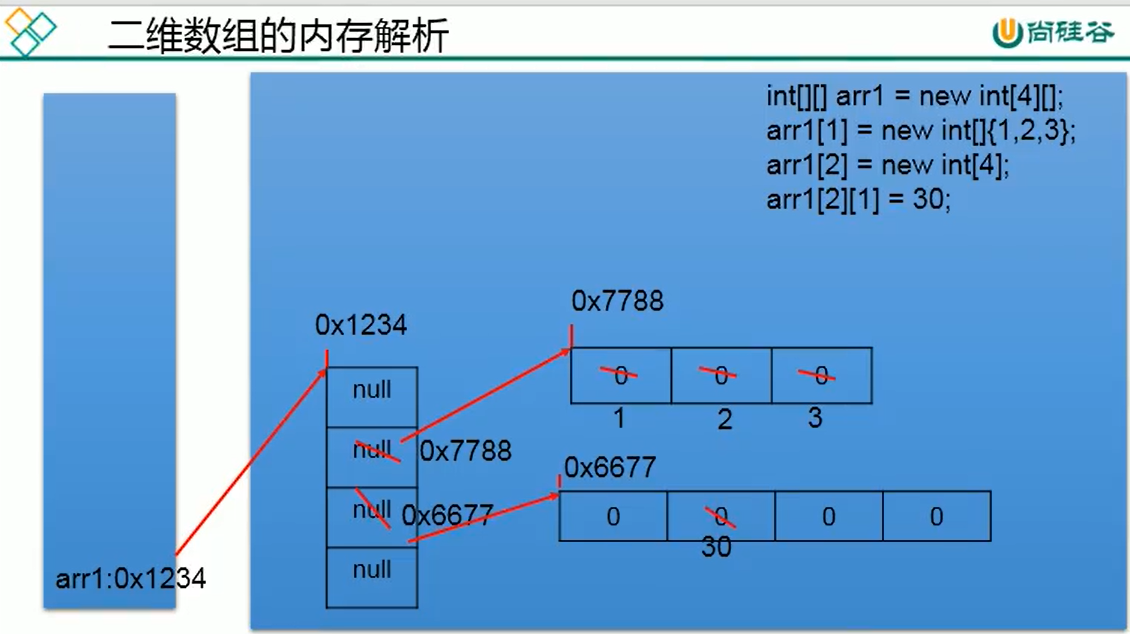 二维数组的内存解析
尚硅谷
int[][] arr1 = new int[4][];
arr1[1] = new int[]{1,2,3};
arr1[2] = new int[4];
arr1[2][1] = 30;
0x7788
0x1234
0 0 0
null
1 2 3
null 0x7788
0x6677
null 0x6677
0 0 0 0
30
null
arr1:0x1234